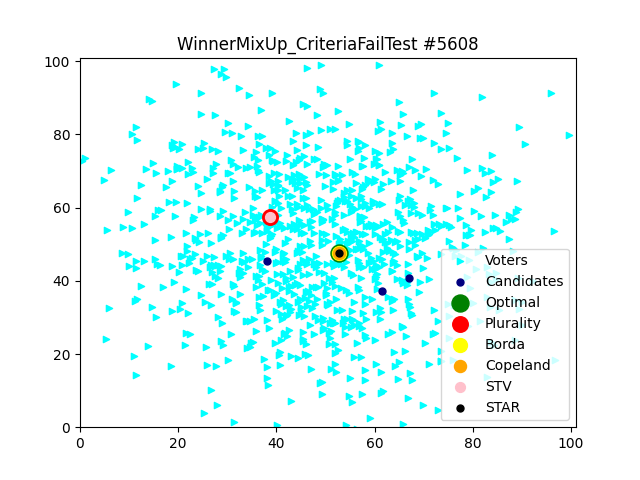 WinnerMixUp_CriteriaFailTest #5608
100
80
60
40
20
0
0 20 40 60 80 100
Voters
Candidates
Optimal
Plurality
Borda
Copeland
STV
STAR